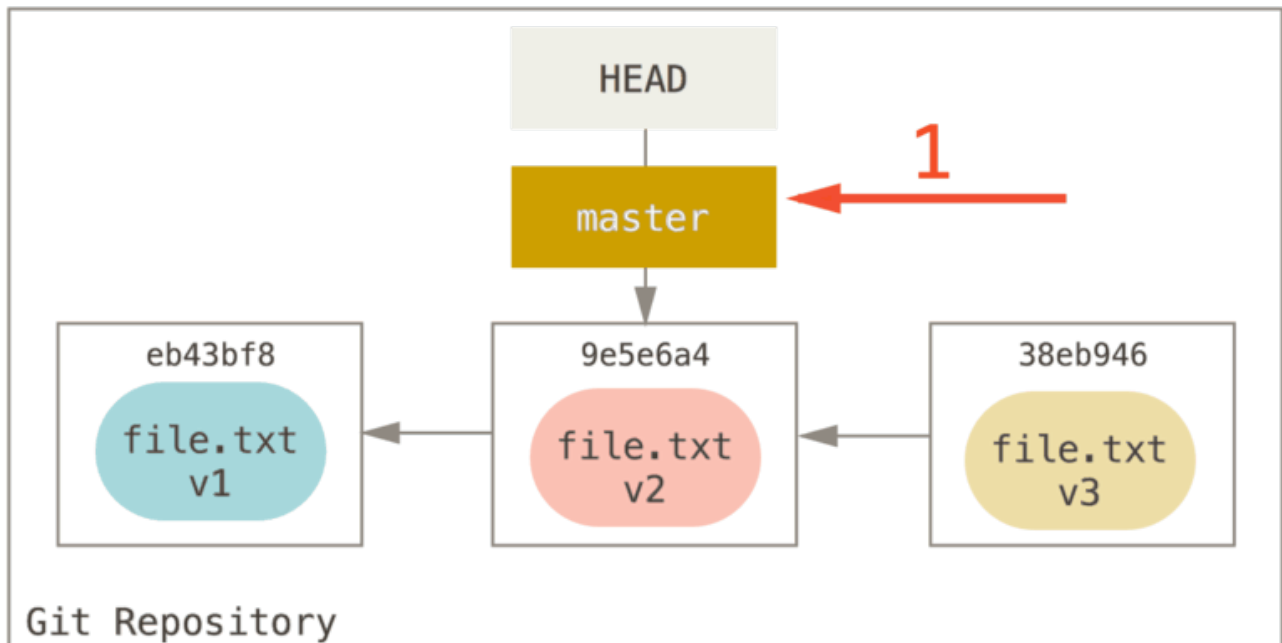 HEAD
1
master
eb43bf8
file.txt
v1
9e5e6a4
file.txt
v2
38eb946
file.txt
v3
Git Repository